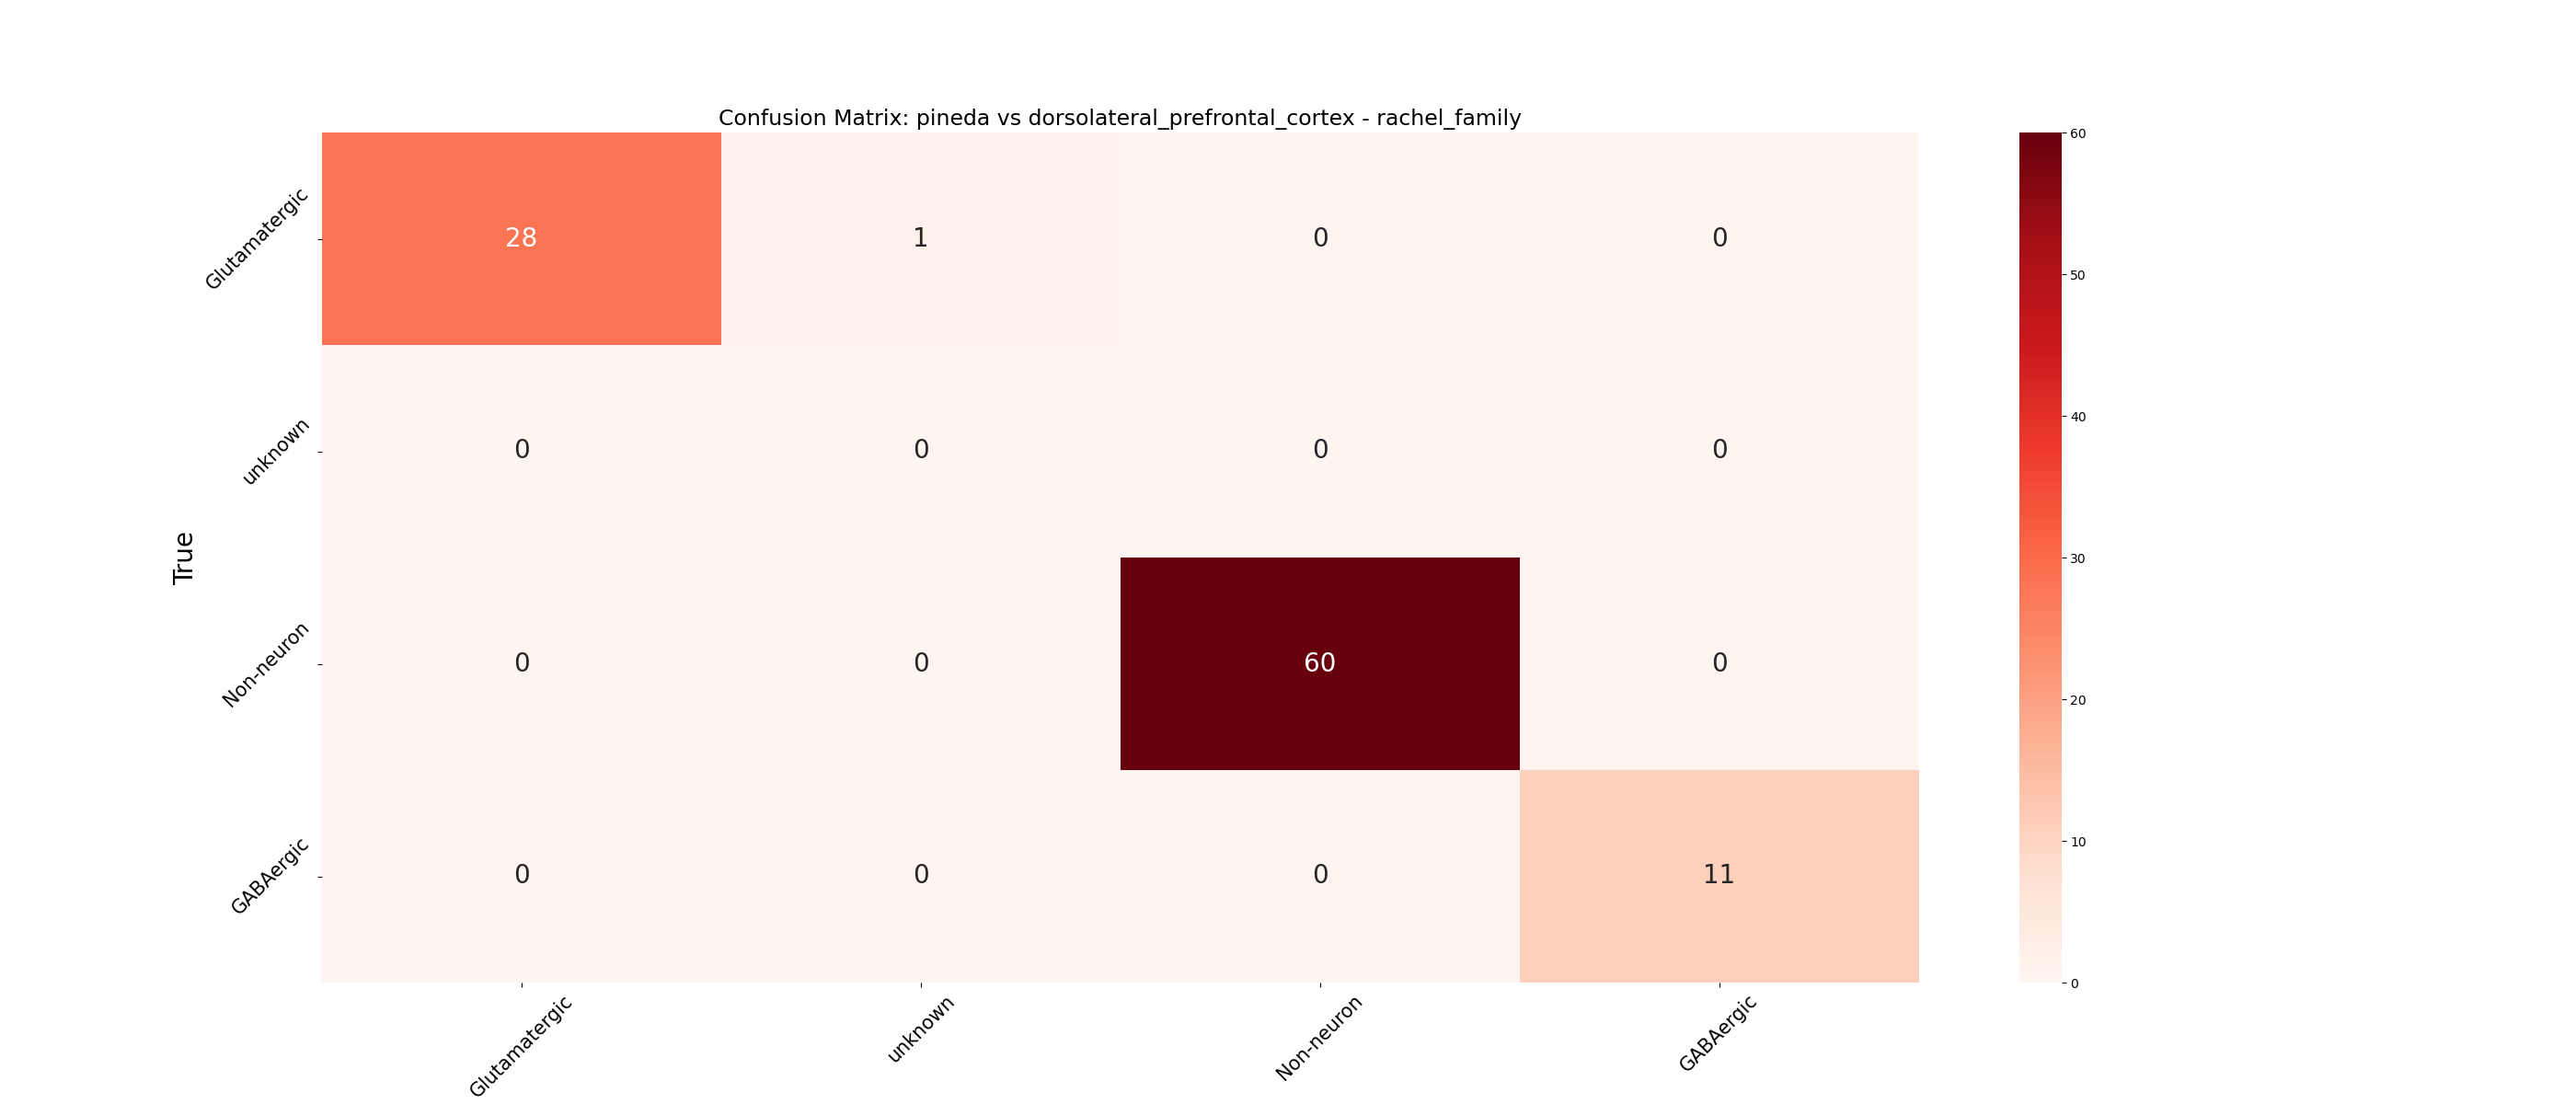 Confusion Matrix: pineda vs dorsolateral_prefrontal_cortex - rachel_family
Glutamatergic
28
1
0
0
unknown
0
0
0
0
True
Non-neuron
0
0
60
0
GABAergic
0
0
0
11
Glutamatergic
unknown
Non-neuron
GABAergic
60
50
40
30
20
10
0